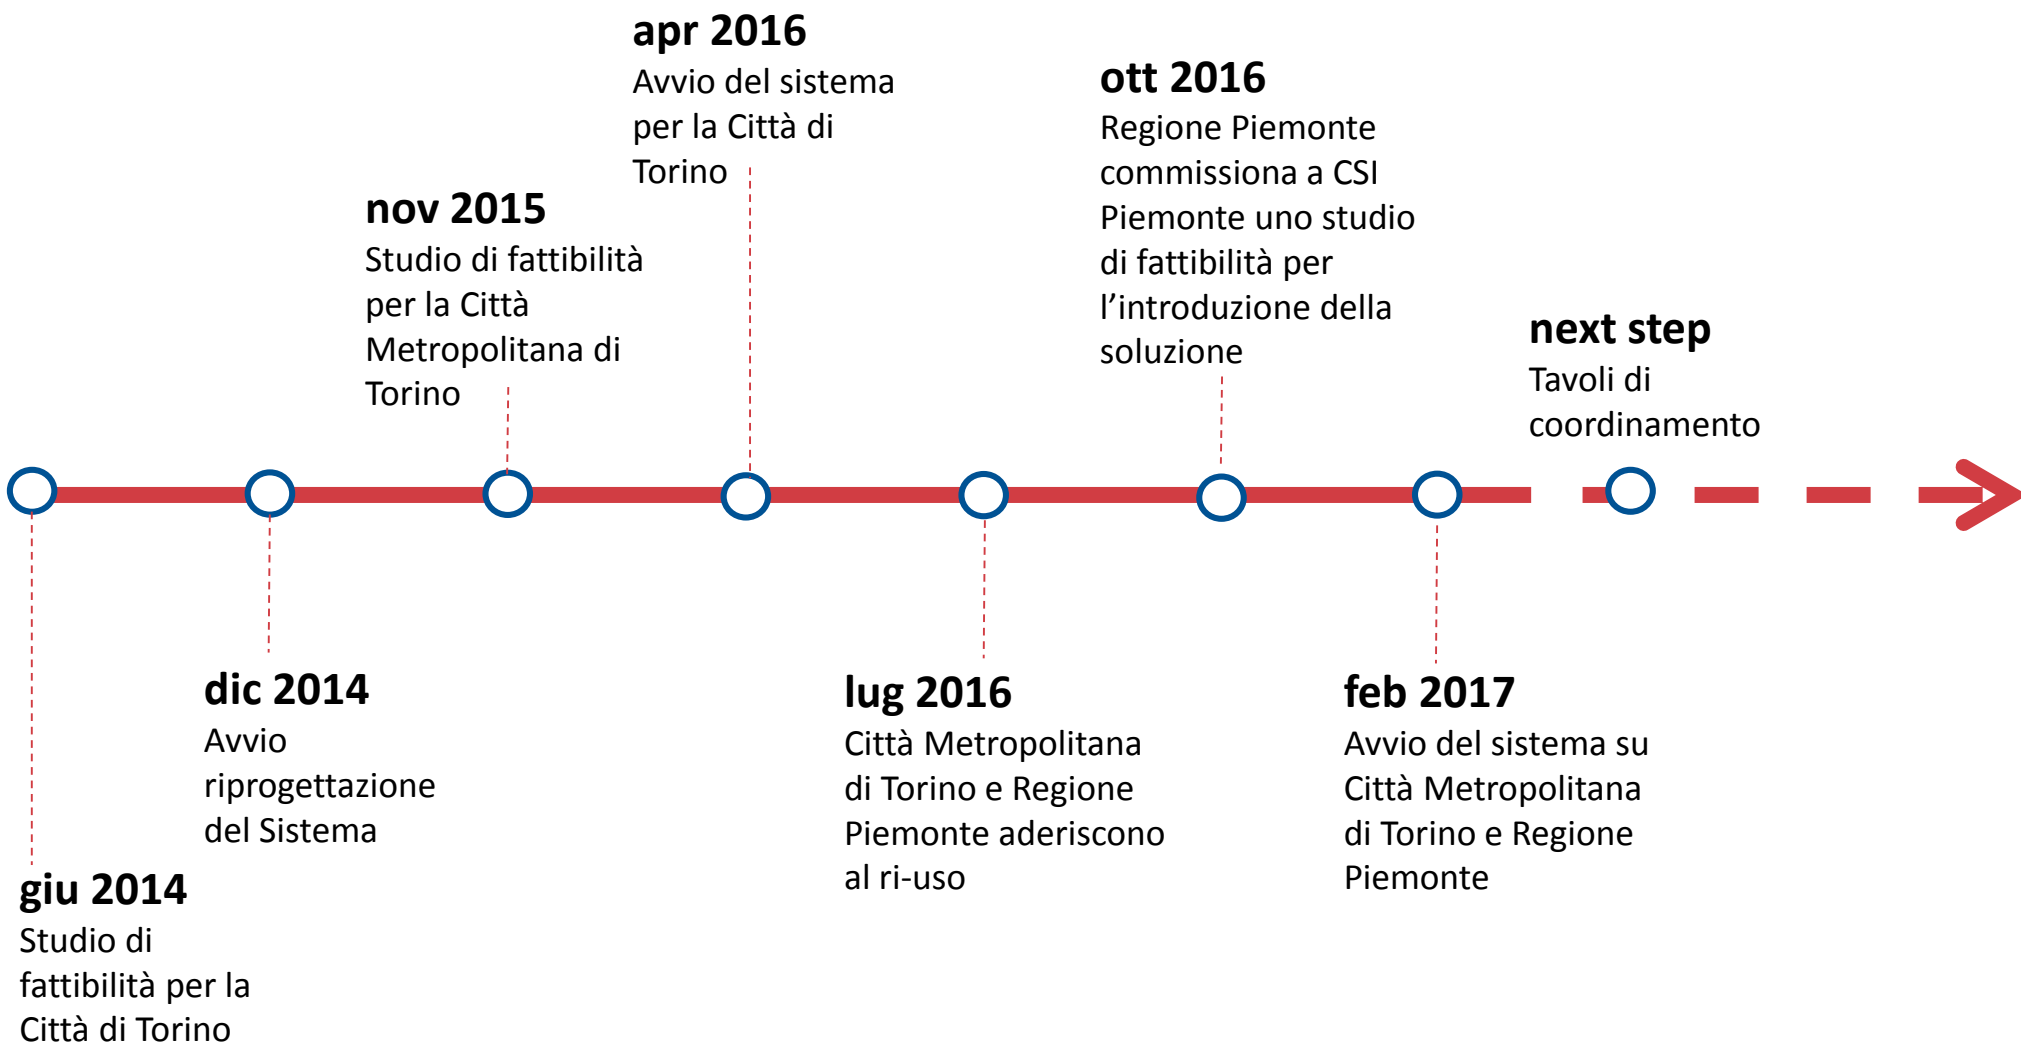 apr 2016
Avvio del sistema
per la Città di
Torino
ott 2016
Regione Piemonte
commissiona a CSI
Piemonte uno studio
di fattibilità per
l’introduzione della
soluzione
nov 2015
Studio di fattibilità
per la Città
Metropolitana di
Torino
next step
Tavoli di
coordinamento
dic 2014
Avvio
riprogettazione
del Sistema
lug 2016
Città Metropolitana
di Torino e Regione
Piemonte aderiscono
al ri-uso
feb 2017
Avvio del sistema su
Città Metropolitana
di Torino e Regione
Piemonte
giu 2014
Studio di
fattibilità per la
Città di Torino